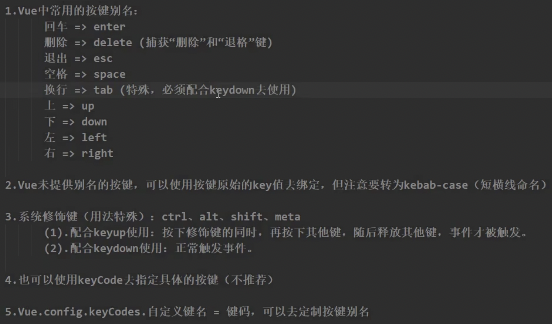 1.Vue中常用的按键别名：
回车 => enter
删除 => delete (捕获“删除”和“退格”键)
退出 => esc
空格 => space
换行 => tab (特殊，必须配合keydown去使用)
上 => up
下 => down
左 => left
右 => right
2.Vue未提供别名的按键，可以使用按键原始的key值去绑定，但注意要转为kebab-case（短横线命名）
3.系统修饰键（用法特殊）：ctrl、alt、shift、meta
(1).配合keyup使用：按下修饰键的同时，再按下其他键，随后释放其他键，事件才被触发。
(2).配合keydown使用：正常触发事件。
4.也可以使用keyCode去指定具体的按键（不推荐）
5.Vue.config.keyCodes.自定义键名 = 键码，可以去定制按键别名